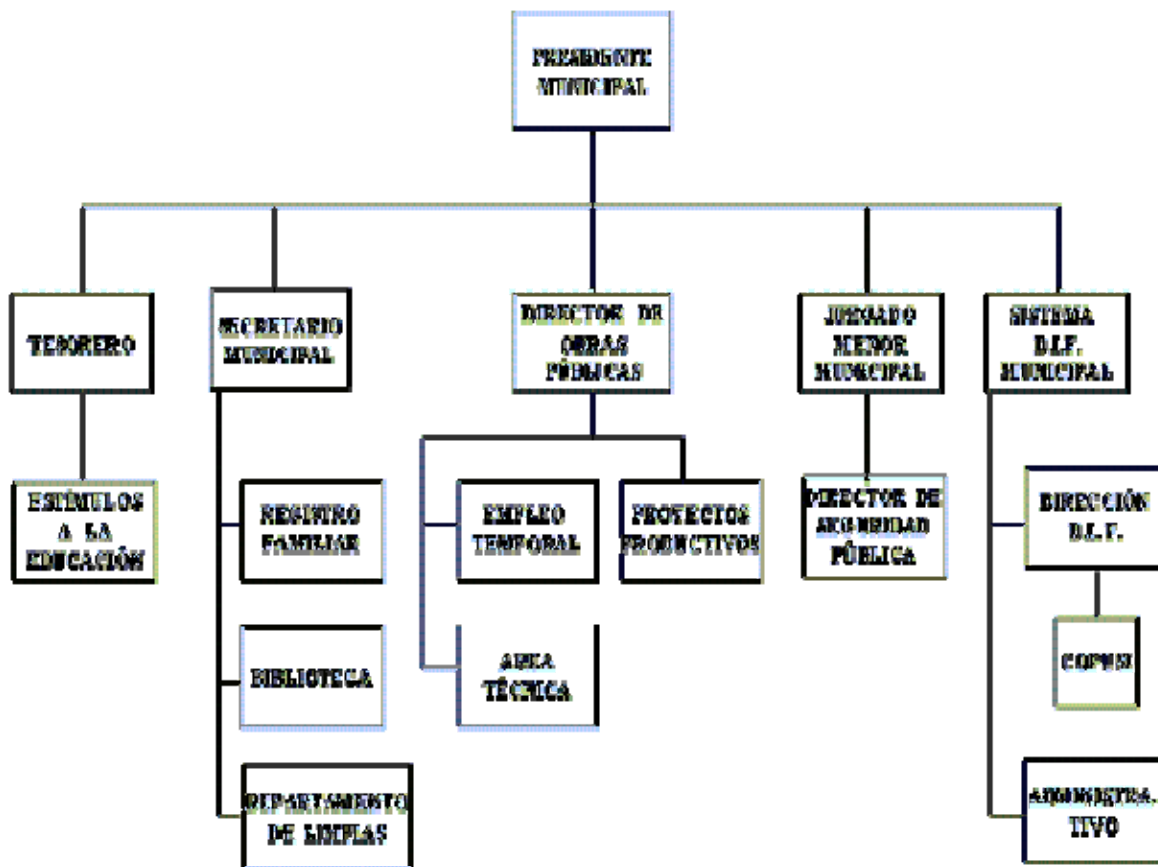 PRESIDENTE
MUNICIPAL
TESORERO
SECRETARIO
MUNICIPAL
DIRECTOR DE
OBRAS
PÚBLICAS
JUZGADO
MENOR
MUNICIPAL
SISTEMA
D.I.F.
MUNICIPAL
ESTÍMULOS
A LA
EDUCACIÓN
REGISTRO
FAMILIAR
EMPLEO
TEMPORAL
PROYECTOS
PRODUCTIVOS
DIRECTOR DE
SEGURIDAD
PÚBLICA
DIRECCIÓN
D.I.F.
BIBLIOTECA
AREA
TÉCNICA
DEPARTAMENTO
DE
ADMINISTRA-
TIVO